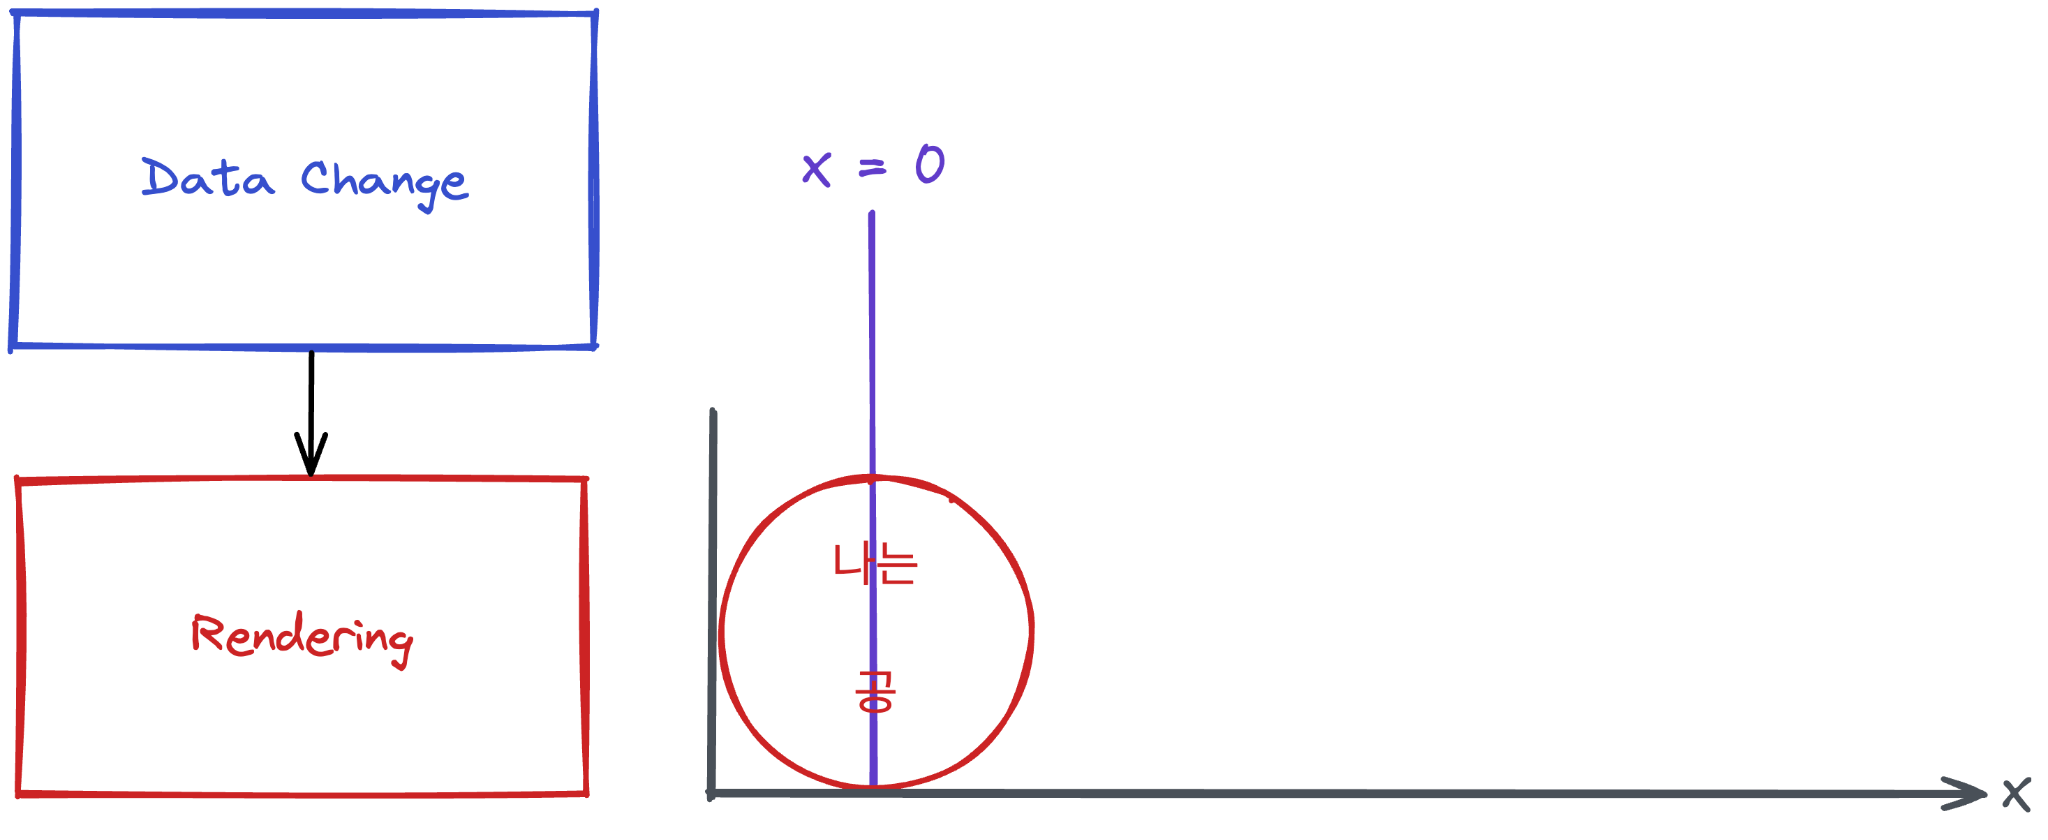 Data Change
Rendering
x = 0
나는
공
x